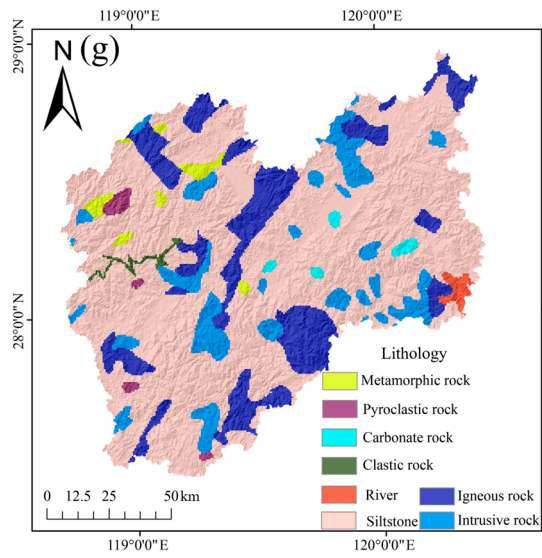 119°0'0"E 120°0'0"E
29°0'0"N
N (g)
28°0'0"N
Lithology
Metamorphic rock
Pyroclastic rock
Carbonate rock
Clastic rock
River Igneous rock
Siltstone Intrusive rock
0 12.5 25 50 km
119°0'0"E 120°0'0"E